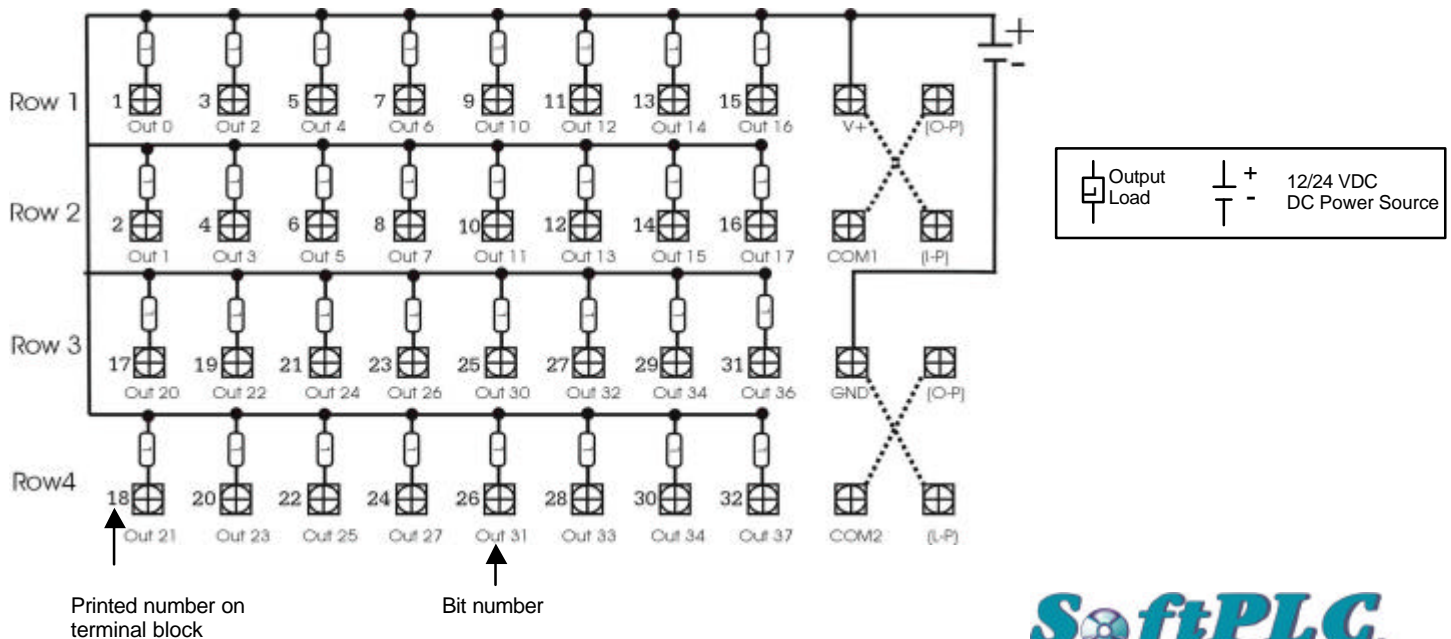 +
-
Row 1
1 3 5 7 9 11 13 15
Out 0 Out 2 Out 4 Out 6 Out 10 Out 12 Out 14 Out 16 V+ (O-P)
Row 2
2 4 6 8 10 12 14 16
Out 1 Out 3 Out 5 Out 7 Out 11 Out 13 Out 15 Out 17 COM1 (I-P)
Row 3
17 19 21 23 25 27 29 31
Out 20 Out 22 Out 24 Out 26 Out 30 Out 32 Out 34 Out 36 GND (O-P)
Row4
18 20 22 24 26 28 30 32
Out 21 Out 23 Out 25 Out 27 Out 31 Out 33 Out 34 Out 37 COM2 (L-P)
Printed number on
terminal block
Bit number
Output
Load
+
-
12/24 VDC
DC Power Source
SoftPLC